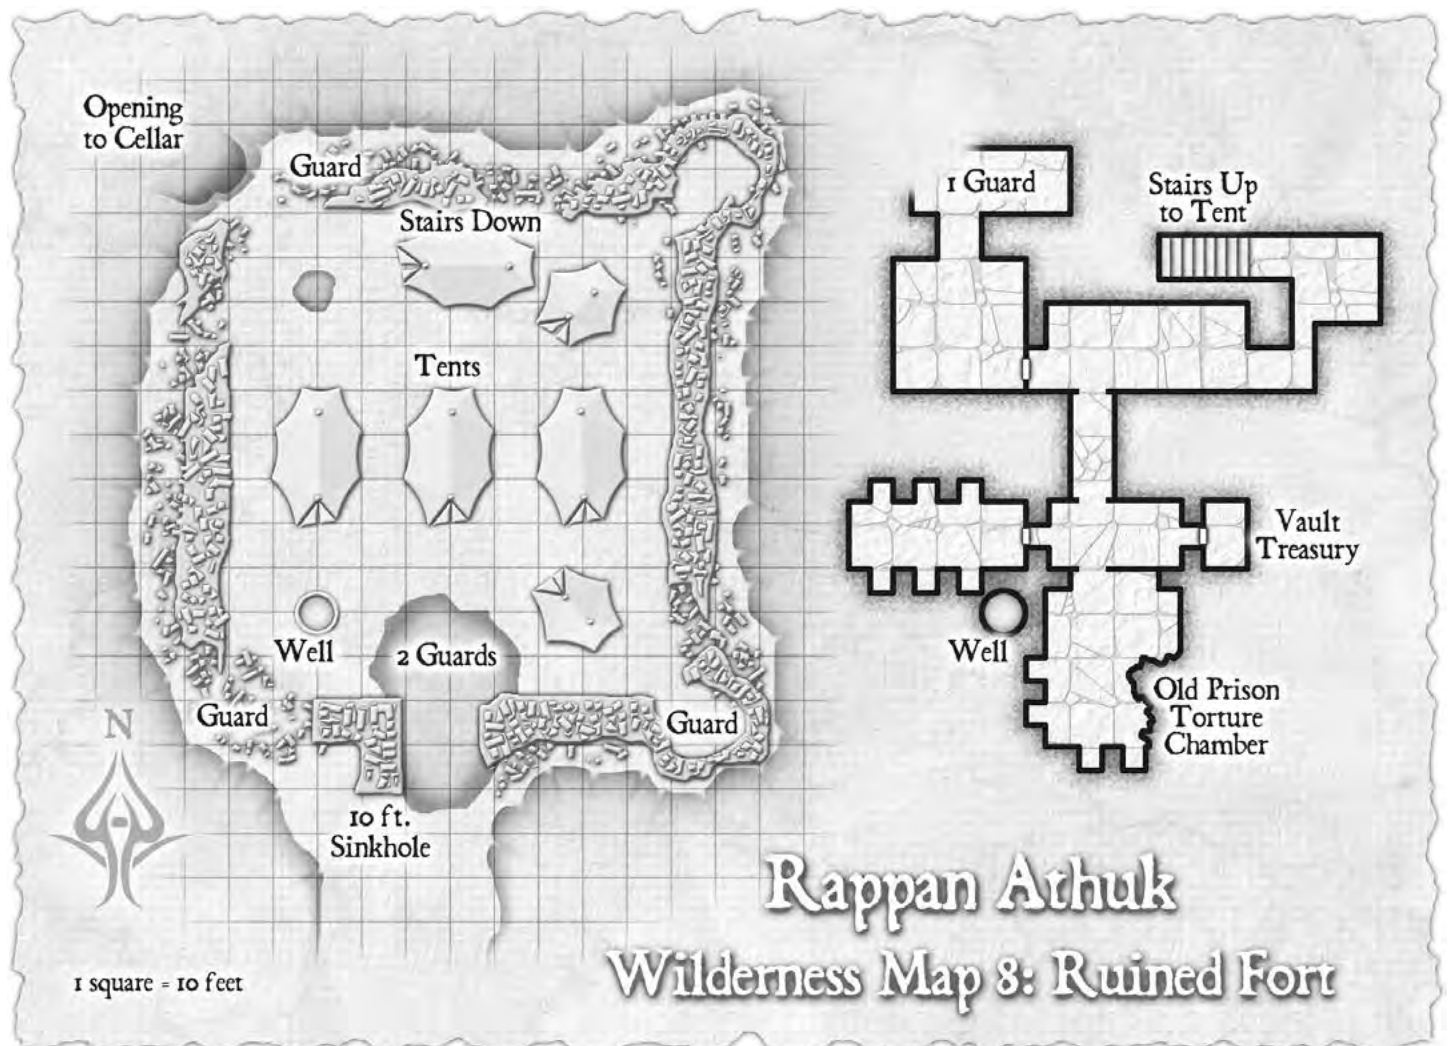 Opening
to Cellar
Guard
Stairs Down
Tents
Well
2 Guards
Guard
Guard
10 ft.
Sinkhole
N
1 square = 10 feet
1 Guard
Stairs Up
to Tent
Vault
Treasury
Well
Old Prison
Torture
Chamber
Rappan Athuk
Wilderness Map 8: Ruined Fort